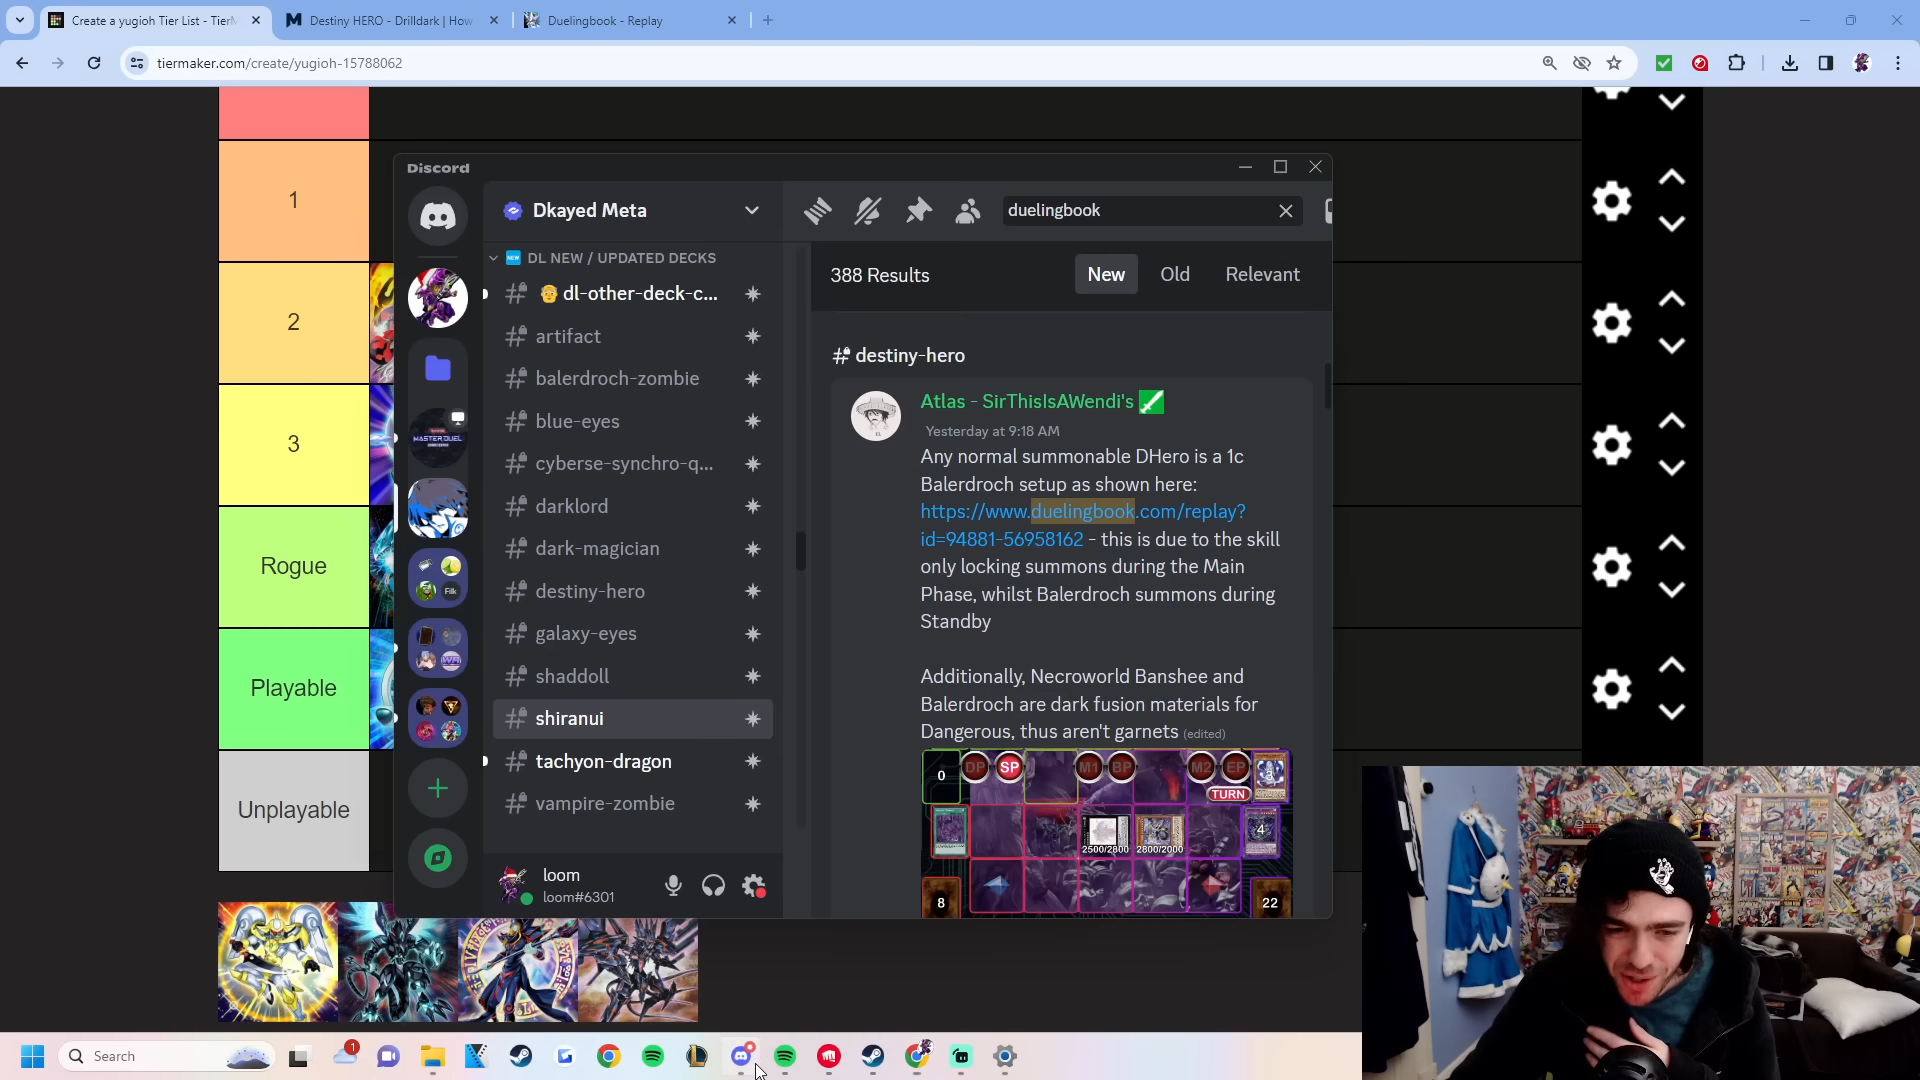 Create a yugioh Tier List - TierM
Destiny HERO - Drilldark | How
Duelingbook - Replay
tiermaker.com/create/yugioh-15788062
1
2
3
Rogue
Playable
Unplayable
Discord
Dkayed Meta
duelingbook
NEW DL NEW / UPDATED DECKS
dl-other-deck-c...
artifact
balerdroch-zombie
blue-eyes
cyberse-synchro-q...
darklord
dark-magician
destiny-hero
galaxy-eyes
shaddoll
shiranui
tachyon-dragon
vampire-zombie
loom
loom#6301
MASTER DUEL
Filk
388 Results
New
Old
Relevant
# destiny-hero
Atlas - SirThisIsAWendi's
Yesterday at 9:18 AM
Any normal summonable DHero is a 1c
Balerdroch setup as shown here:
https://www.duelingbook.com/replay?
id=94881-56958162 - this is due to the skill
only locking summons during the Main
Phase, whilst Balerdroch summons during
Standby
Additionally, Necroworld Banshee and
Balerdroch are dark fusion materials for
Dangerous, thus aren't garnets (edited)
0
DP
SP
M1
BP
M2
EP
3
TURN
4
2500/2800
2800/2000
8
22
Search
1